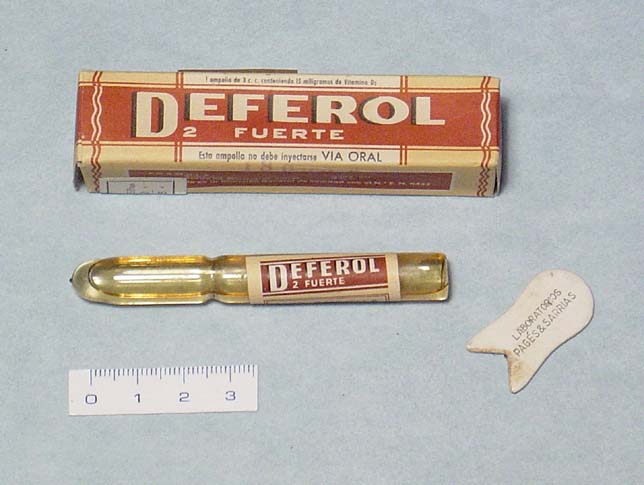 1 ampolla de 3 c. c. conteniendo 15 miligramos de Vitamina D2
DEFEROL
2 FUERTE
Esta ampolla no debe inyectarse VIA ORAL
DEFEROL
2 FUERTE
LABORATORIOS
PAGÉS & SARRIAS
0 1 2 3